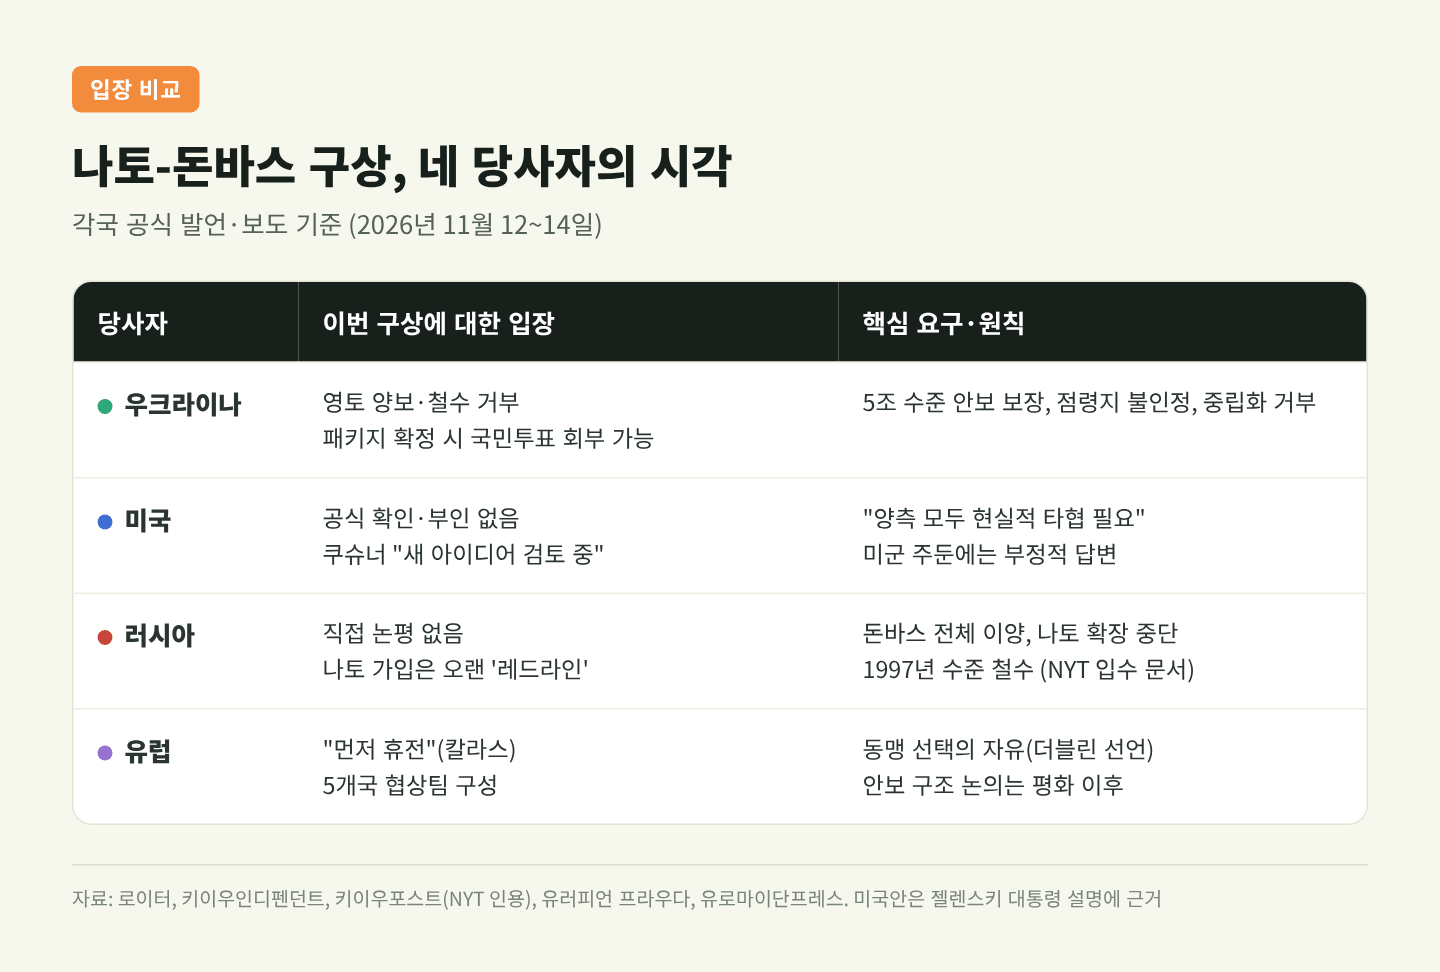 입장 비교
나토-돈바스 구상, 네 당사자의 시각
각국 공식 발언·보도 기준 (2026년 11월 12~14일)
당사자
이번 구상에 대한 입장
핵심 요구·원칙
우크라이나
영토 양보·철수 거부
패키지 확정 시 국민투표 회부 가능
5조 수준 안보 보장, 점령지 불인정, 중립화 거부
미국
공식 확인·부인 없음
쿠슈너 "새 아이디어 검토 중"
"양측 모두 현실적 타협 필요"
미군 주둔에는 부정적 답변
러시아
직접 논평 없음
나토 가입은 오랜 '레드라인'
돈바스 전체 이양, 나토 확장 중단
1997년 수준 철수 (NYT 입수 문서)
유럽
"먼저 휴전"(칼라스)
5개국 협상팀 구성
동맹 선택의 자유(더블린 선언)
안보 구조 논의는 평화 이후
자료: 로이터, 키이우인디펜던트, 키이우포스트(NYT 인용), 유러피언 프라우다, 유로마이단프레스. 미국안은 젤렌스키 대통령 설명에 근거